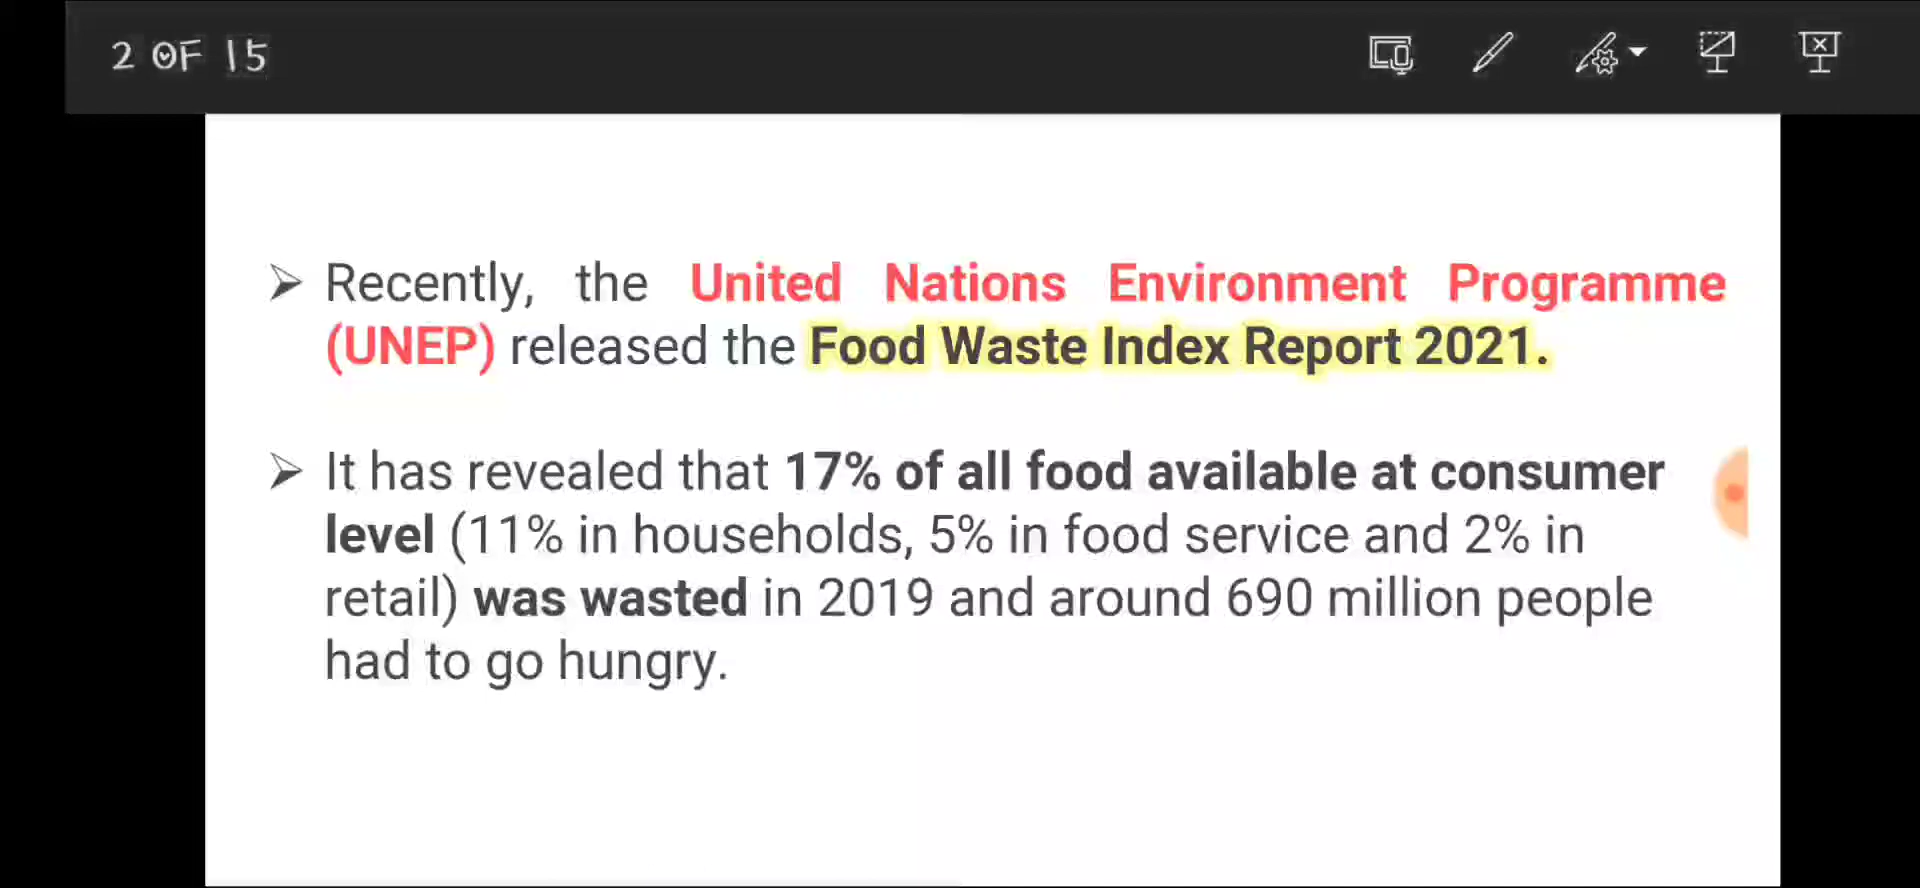 2 OF 15
Recently, the United Nations Environment Programme
(UNEP) released the Food Waste Index Report 2021.
It has revealed that 17% of all food available at consumer
level (11% in households, 5% in food service and 2% in
retail) was wasted in 2019 and around 690 million people
had to go hungry.